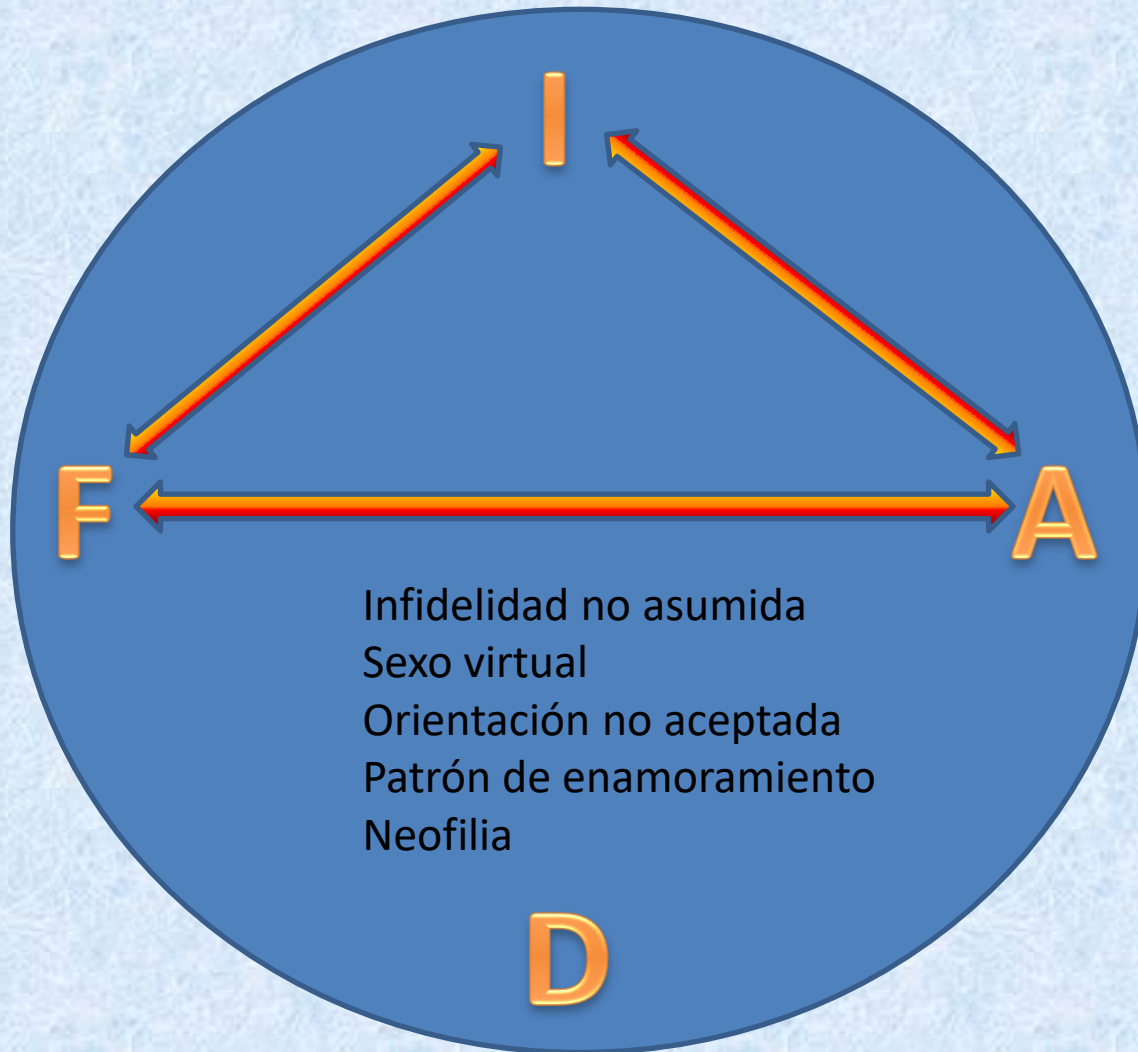 I
F
A
Infidelidad no asumida
Sexo virtual
Orientación no aceptada
Patrón de enamoramiento
Neofilia
D